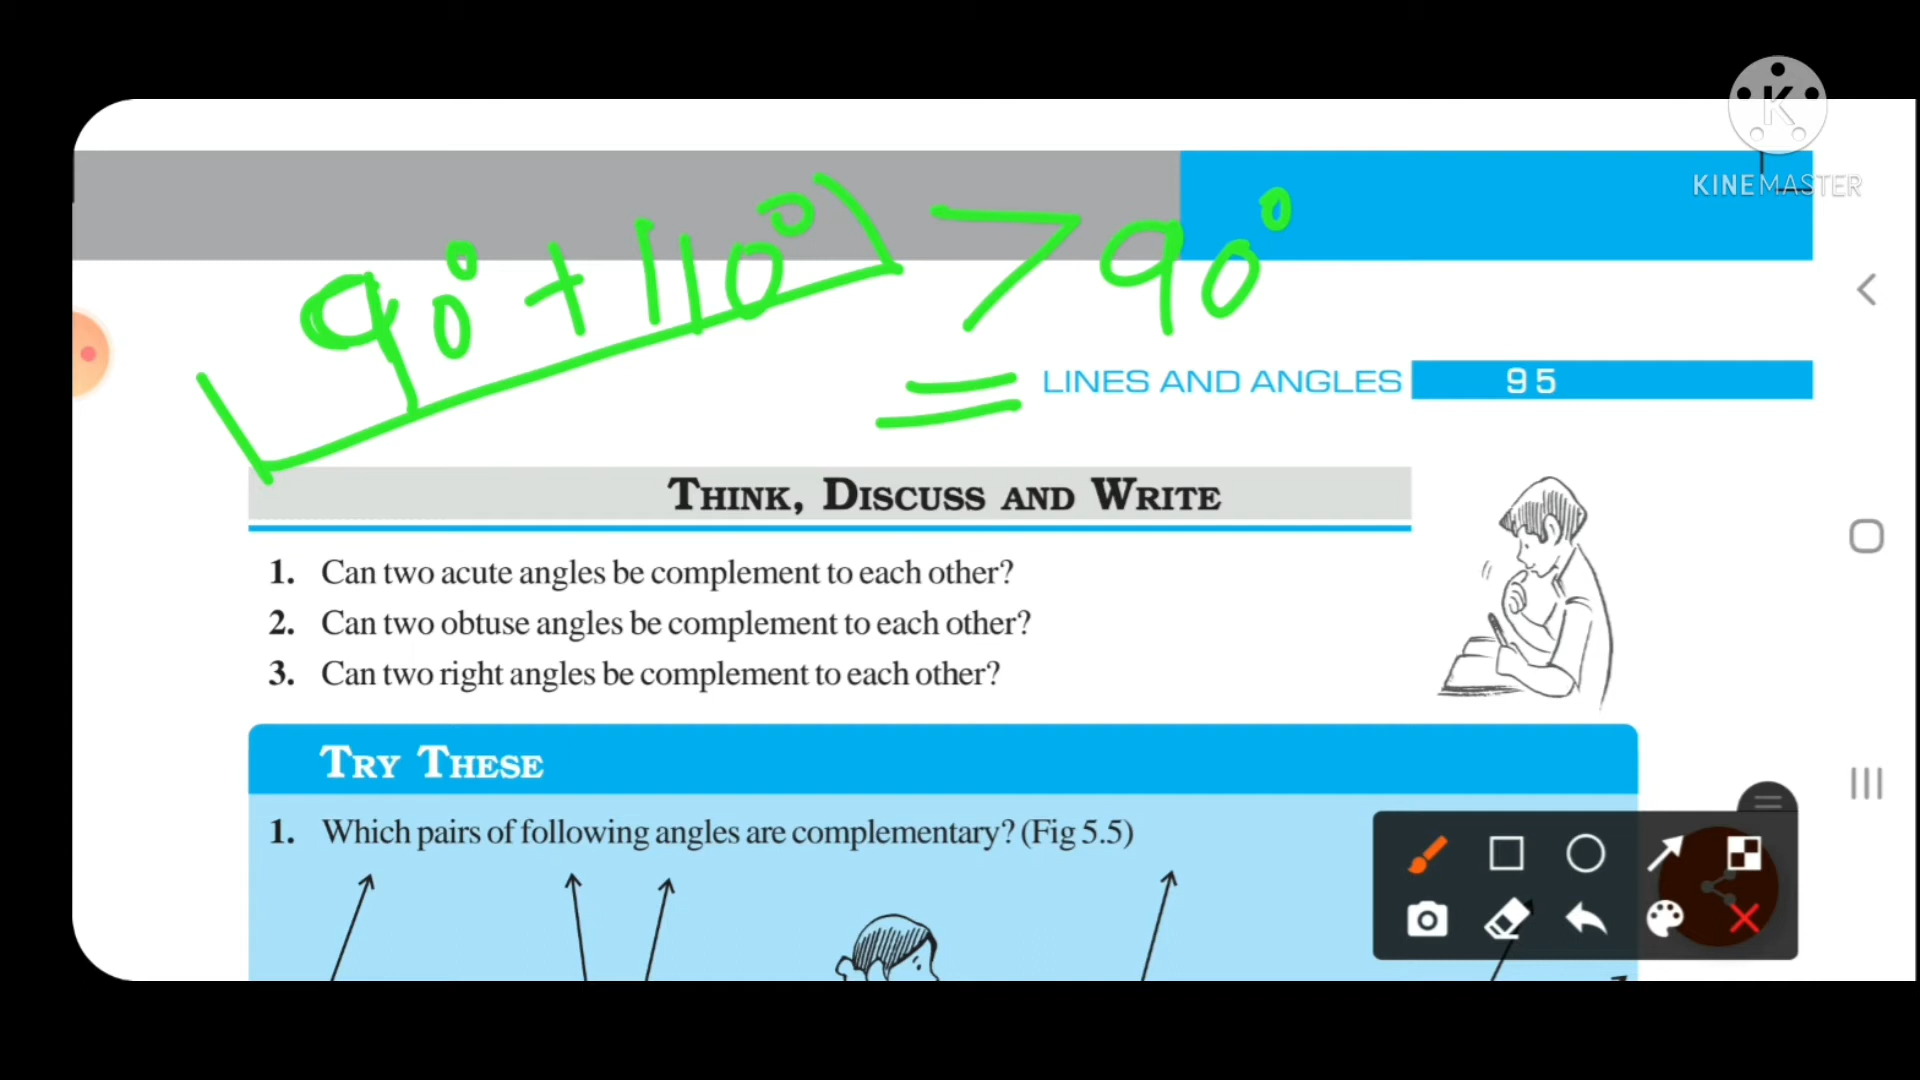 KINEMASTER
90° + 110° > 90°
LINES AND ANGLES 95
THINK, DISCUSS AND WRITE
1. Can two acute angles be complement to each other?
2. Can two obtuse angles be complement to each other?
3. Can two right angles be complement to each other?
TRY THESE
1. Which pairs of following angles are complementary? (Fig 5.5)